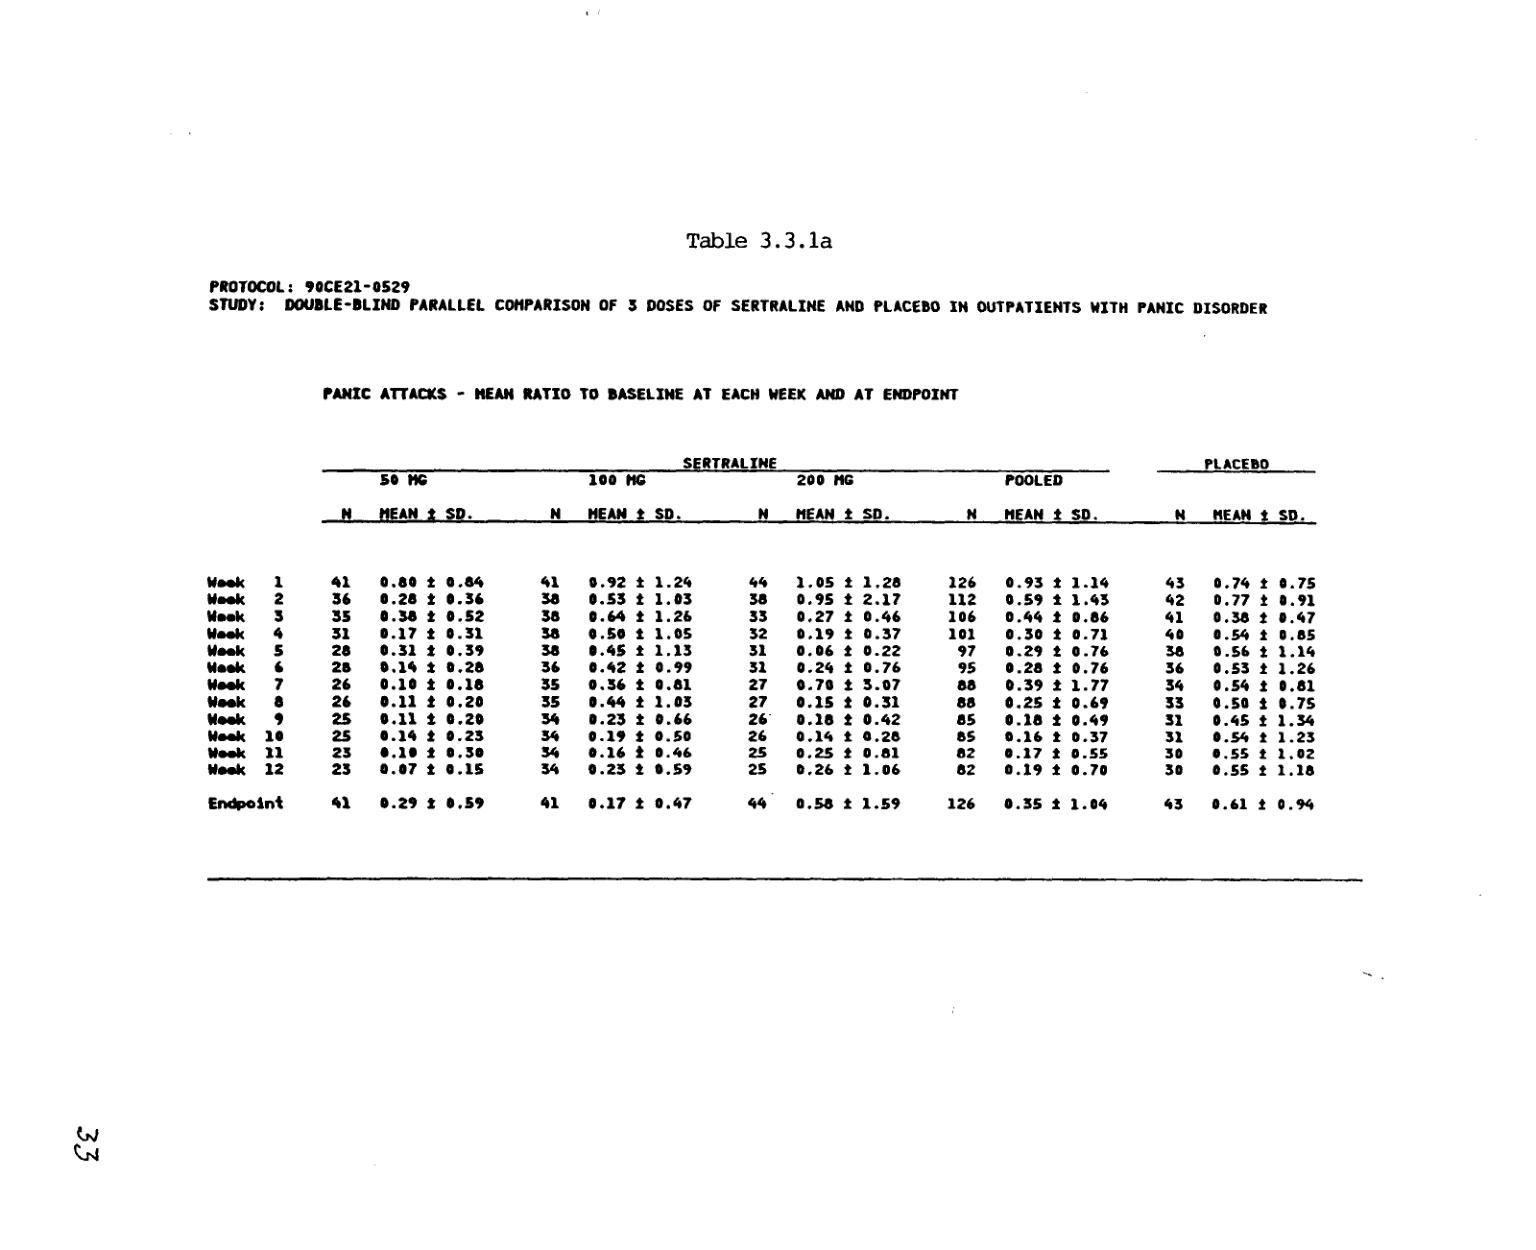 Table 3.3.1a
PROTOCOL: 90CE21-0529
STUDY: DOUBLE-BLIND PARALLEL COMPARISON OF 3 DOSES OF SERTRALINE AND PLACEBO IN OUTPATIENTS WITH PANIC DISORDER
PANIC ATTACKS - MEAN RATIO TO BASELINE AT EACH WEEK AND AT ENDPOINT
SERTRALINE PLACEBO
50 MG 100 MG 200 MG POOLED
N MEAN ± SD. N MEAN ± SD. N MEAN ± SD. N MEAN ± SD. N MEAN ± SD.
Week 1 41 0.80 ± 0.84 41 0.92 ± 1.24 44 1.05 ± 1.28 126 0.93 ± 1.14 43 0.74 ± 0.75
Week 2 36 0.28 ± 0.36 38 0.53 ± 1.03 38 0.95 ± 2.17 112 0.59 ± 1.43 42 0.77 ± 0.91
Week 3 35 0.38 ± 0.52 38 0.64 ± 1.26 33 0.27 ± 0.46 106 0.44 ± 0.86 41 0.38 ± 0.47
Week 4 31 0.17 ± 0.31 38 0.50 ± 1.05 32 0.19 ± 0.37 101 0.30 ± 0.71 40 0.54 ± 0.85
Week 5 28 0.31 ± 0.39 38 0.45 ± 1.13 31 0.06 ± 0.22 97 0.29 ± 0.76 38 0.56 ± 1.14
Week 6 28 0.14 ± 0.28 36 0.42 ± 0.99 31 0.24 ± 0.76 95 0.28 ± 0.76 36 0.53 ± 1.26
Week 7 26 0.10 ± 0.18 35 0.36 ± 0.81 27 0.70 ± 3.07 88 0.39 ± 1.77 34 0.54 ± 0.81
Week 8 26 0.11 ± 0.20 35 0.44 ± 1.03 27 0.15 ± 0.31 88 0.25 ± 0.69 33 0.50 ± 0.75
Week 9 25 0.11 ± 0.20 34 0.23 ± 0.66 26 0.18 ± 0.42 85 0.18 ± 0.49 31 0.45 ± 1.34
Week 10 25 0.14 ± 0.23 34 0.19 ± 0.50 26 0.14 ± 0.28 85 0.16 ± 0.37 31 0.54 ± 1.23
Week 11 23 0.10 ± 0.30 34 0.16 ± 0.46 25 0.25 ± 0.81 82 0.17 ± 0.55 30 0.55 ± 1.02
Week 12 23 0.07 ± 0.15 34 0.23 ± 0.59 25 0.26 ± 1.06 82 0.19 ± 0.70 30 0.55 ± 1.18
Endpoint 41 0.29 ± 0.59 41 0.17 ± 0.47 44 0.58 ± 1.59 126 0.35 ± 1.04 43 0.61 ± 0.94
33